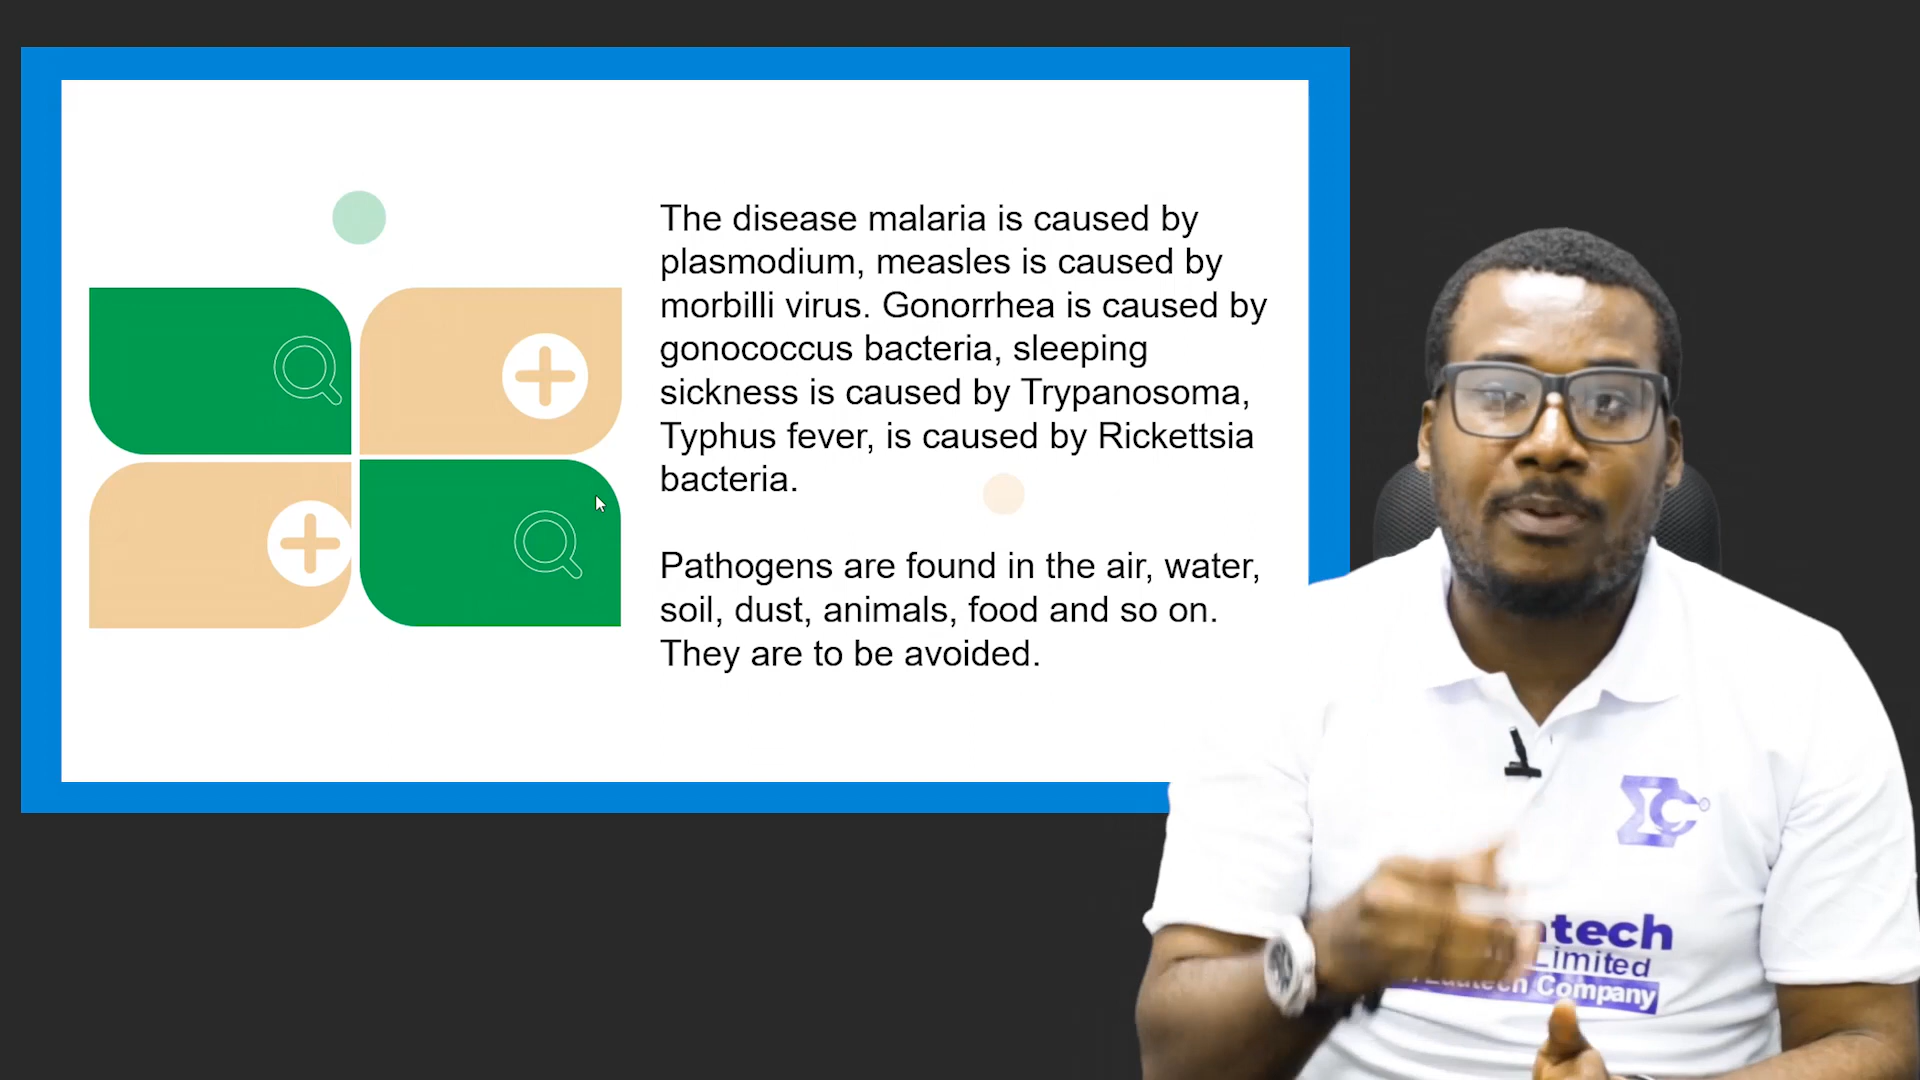 The disease malaria is caused by
plasmodium, measles is caused by
morbilli virus. Gonorrhea is caused by
gonococcus bacteria, sleeping
sickness is caused by Trypanosoma,
Typhus fever, is caused by Rickettsia
bacteria.
Pathogens are found in the air, water,
soil, dust, animals, food and so on.
They are to be avoided.
Limited
Company